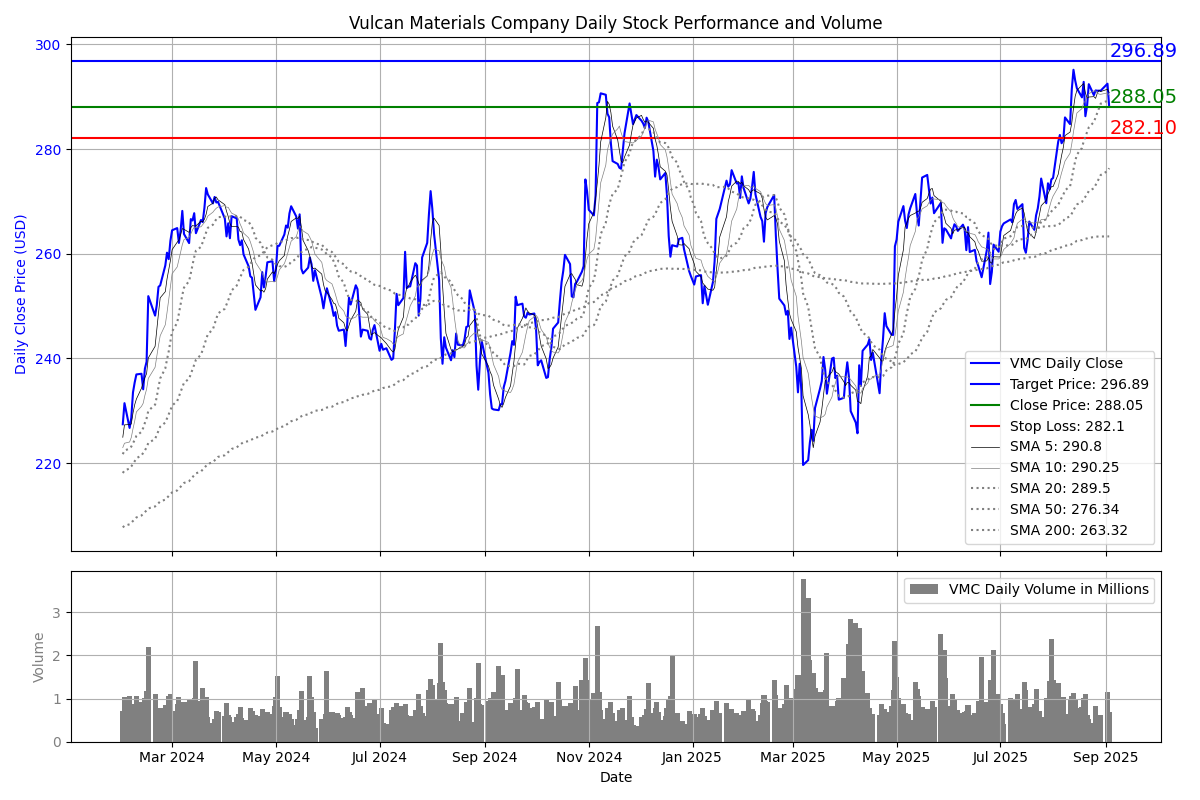 Vulcan Materials Company Daily Stock Performance and Volume
Daily Close Price (USD)
300
280
260
240
220
296.89
288.05
282.10
VMC Daily Close
Target Price: 296.89
Close Price: 288.05
Stop Loss: 282.1
SMA 5: 290.8
SMA 10: 290.25
SMA 20: 289.5
SMA 50: 276.34
SMA 200: 263.32
Volume
3
2
1
0
VMC Daily Volume in Millions
Mar 2024 May 2024 Jul 2024 Sep 2024 Nov 2024 Jan 2025 Mar 2025 May 2025 Jul 2025 Sep 2025
Date